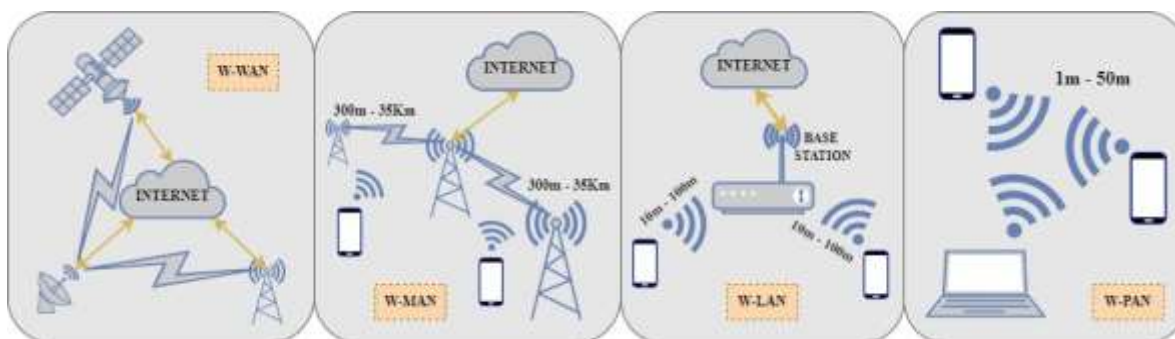 W-WAN
INTERNET
INTERNET
300m - 35Km
300m - 35Km
W-MAN
INTERNET
BASE
STATION
10m - 100m
10m - 100m
W-LAN
1m - 50m
W-PAN